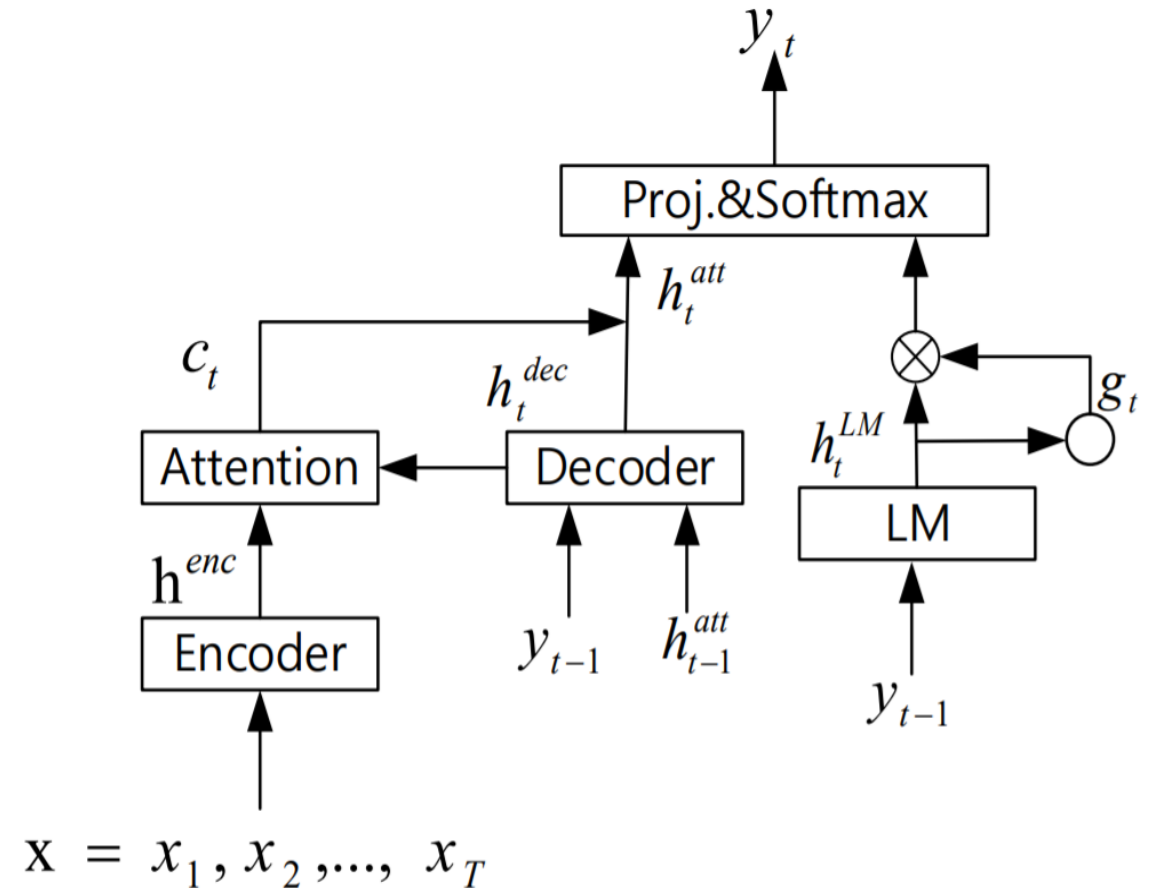 y_t
Proj.&Softmax
h_t^{att}
c_t
h_t^{dec}
g_t
h_t^{LM}
Attention
Decoder
LM
h^{enc}
Encoder
y_{t-1}
h_{t-1}^{att}
y_{t-1}
x = x_1, x_2, ..., x_T